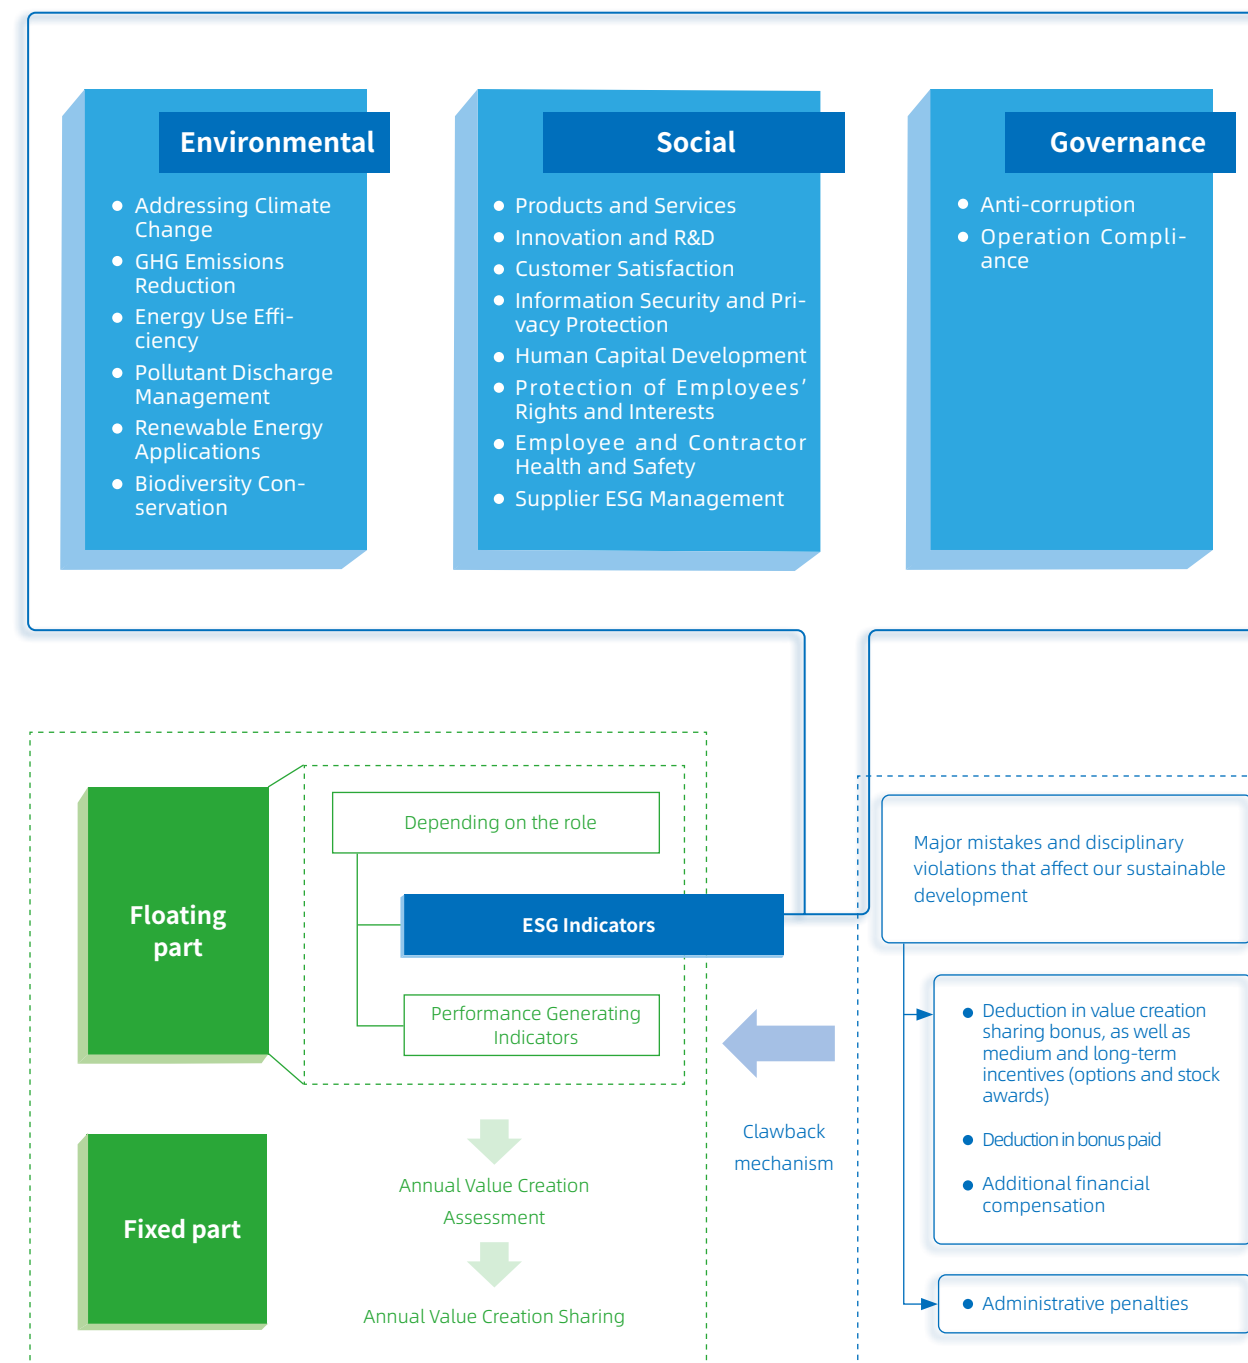 Environmental
Addressing Climate
Change
GHG Emissions
Reduction
Energy Use Effi-
ciency
Pollutant Discharge
Management
Renewable Energy
Applications
Biodiversity Con-
servation
Social
Products and Services
Innovation and R&D
Customer Satisfaction
Information Security and Pri-
vacy Protection
Human Capital Development
Protection of Employees’
Rights and Interests
Employee and Contractor
Health and Safety
Supplier ESG Management
Governance
Anti-corruption
Operation Compli-
ance
Floating
part
Depending on the role
ESG Indicators
Performance Generating
Indicators
Annual Value Creation
Assessment
Annual Value Creation Sharing
Fixed part
Clawback
mechanism
Major mistakes and disciplinary
violations that affect our sustainable
development
Deduction in value creation
sharing bonus, as well as
medium and long-term
incentives (options and stock
awards)
Deduction in bonus paid
Additional financial
compensation
Administrative penalties